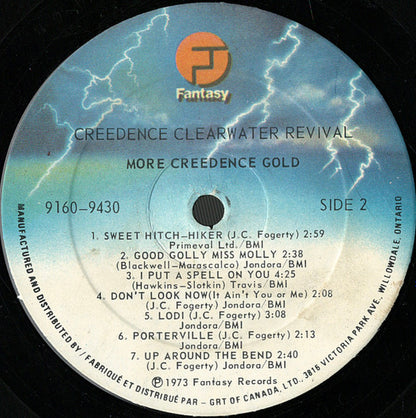 Fantasy
CREEDENCE CLEARWATER REVIVAL
MORE CREEDENCE GOLD
9160-9430
SIDE 2
1. SWEET HITCH-HIKER (J.C. Fogerty) 2:59
Primeval Ltd./BMI
2. GOOD GOLLY MISS MOLLY 2:38
(Blackwell-Marascalco) Jondora/BMI
3. I PUT A SPELL ON YOU 4:25
(Hawkins-Slotkin) Travis/BMI
4. DON'T LOOK NOW(It Ain't You or Me) 2:08
(J.C. Fogerty) Jondora/BMI
5. LODI (J.C. Fogerty) 3:08
Jondora/BMI
6. PORTERVILLE (J.C. Fogerty) 2:13
Jondora/BMI
7. UP AROUND THE BEND 2:40
(J.C. Fogerty) Jondora/BMI
℗ 1973 Fantasy Records
MANUFACTURED AND DISTRIBUTED BY / FABRIQUÉ ET DISTRIBUÉ PAR - GRT OF CANADA, LTD., 3816 VICTORIA PARK AVE., WILLOWDALE, ONTARIO